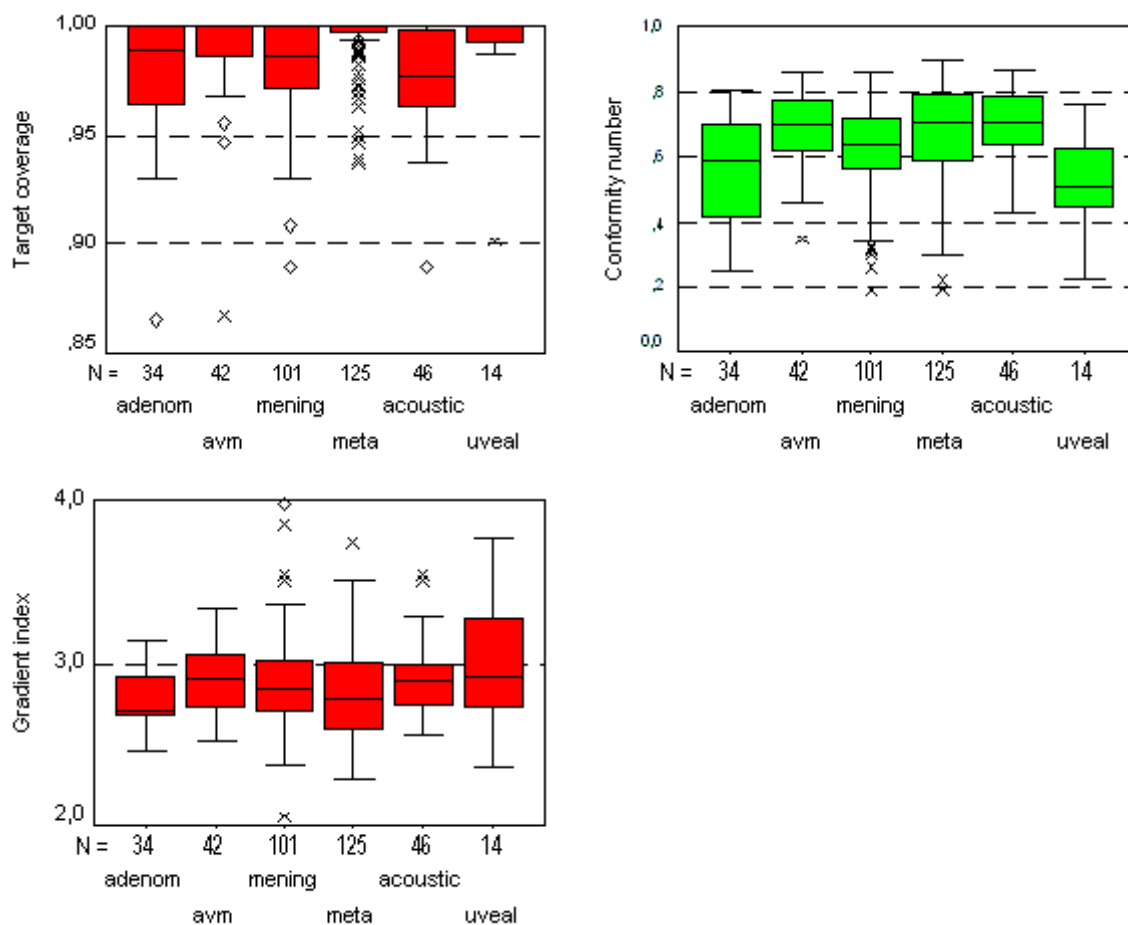 Target coverage
1,00
,95
,90
,85
N = 34 42 101 125 46 14
adenom mening acoustic
avm meta uveal
Conformity number
1,0
,8
,6
,4
,2
0,0
N = 34 42 101 125 46 14
adenom mening acoustic
avm meta uveal
Gradient index
4,0
3,0
2,0
N = 34 42 101 125 46 14
adenom mening acoustic
avm meta uveal